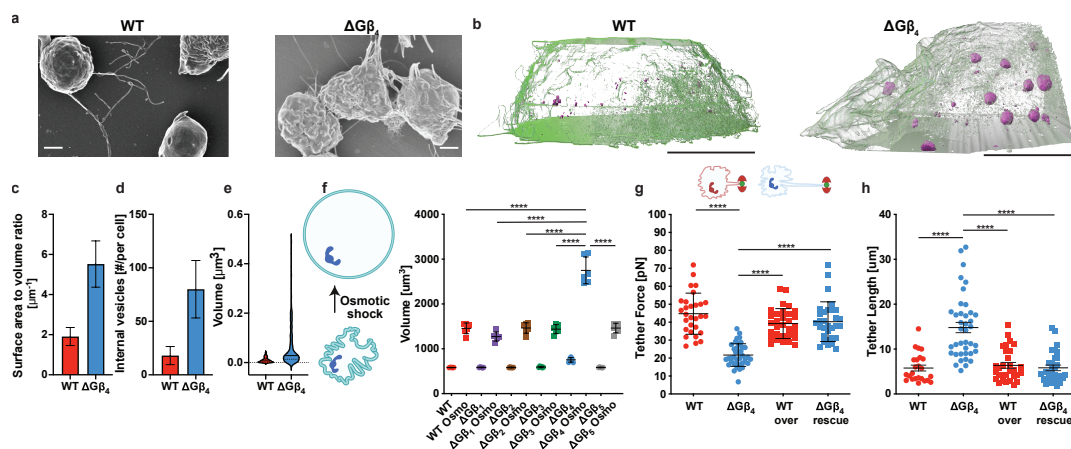 a
WT
ΔGβ4
b
WT
ΔGβ4
c
Surface area to volume ratio
[μm-1]
8
6
4
2
0
WT ΔGβ4
d
Internal vesicles [#/per cell]
150
125
100
75
50
25
0
WT ΔGβ4
e
Volume [μm3]
0.6
0.4
0.2
0.0
WT ΔGβ4
f
Osmotic
shock
Volume [um3]
4000
3000
2000
1000
0
****
****
****
**** ****
WT
WT Osmo
ΔGβ1
ΔGβ1 Osmo
ΔGβ2
ΔGβ2 Osmo
ΔGβ3
ΔGβ3 Osmo
ΔGβ4
ΔGβ4 Osmo
ΔGβ5
ΔGβ5 Osmo
g
Tether Force [pN]
100
90
80
70
60
50
40
30
20
10
0
****
****
****
WT
ΔGβ4
WT
over
ΔGβ4
rescue
h
Tether Length [um]
40
30
20
10
0
****
****
****
WT
ΔGβ4
WT
over
ΔGβ4
rescue